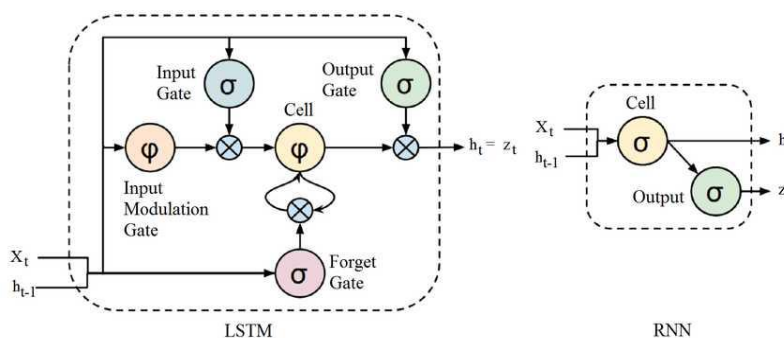 Input
Gate
σ
Output
Gate
σ
Cell
φ
φ
h_t = z_t
Input
Modulation
Gate
X_t
h_t-1
σ
Forget
Gate
LSTM
Cell
X_t
h_t-1
σ
h
Output
σ
z
RNN